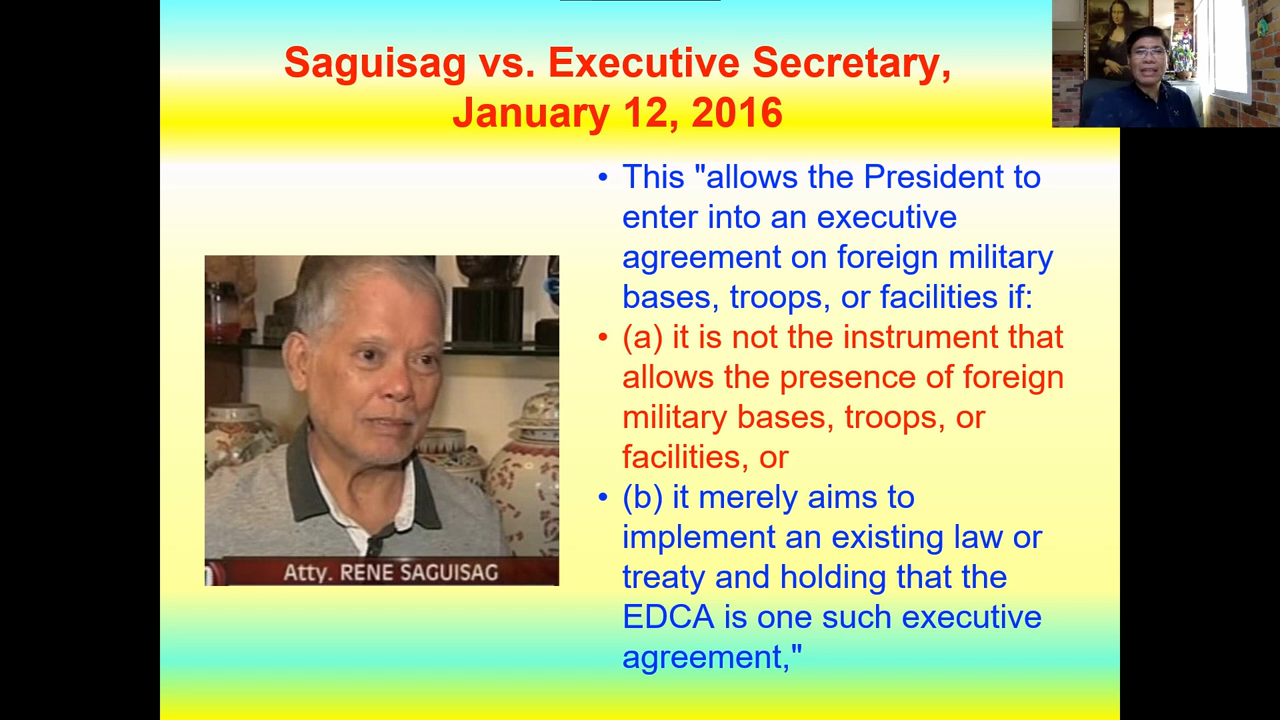 Saguisag vs. Executive Secretary,
January 12, 2016
• This "allows the President to
enter into an executive
agreement on foreign military
bases, troops, or facilities if:
• (a) it is not the instrument that
allows the presence of foreign
military bases, troops, or
facilities, or
• (b) it merely aims to
implement an existing law or
treaty and holding that the
EDCA is one such executive
agreement,"
Atty. RENE SAGUISAG